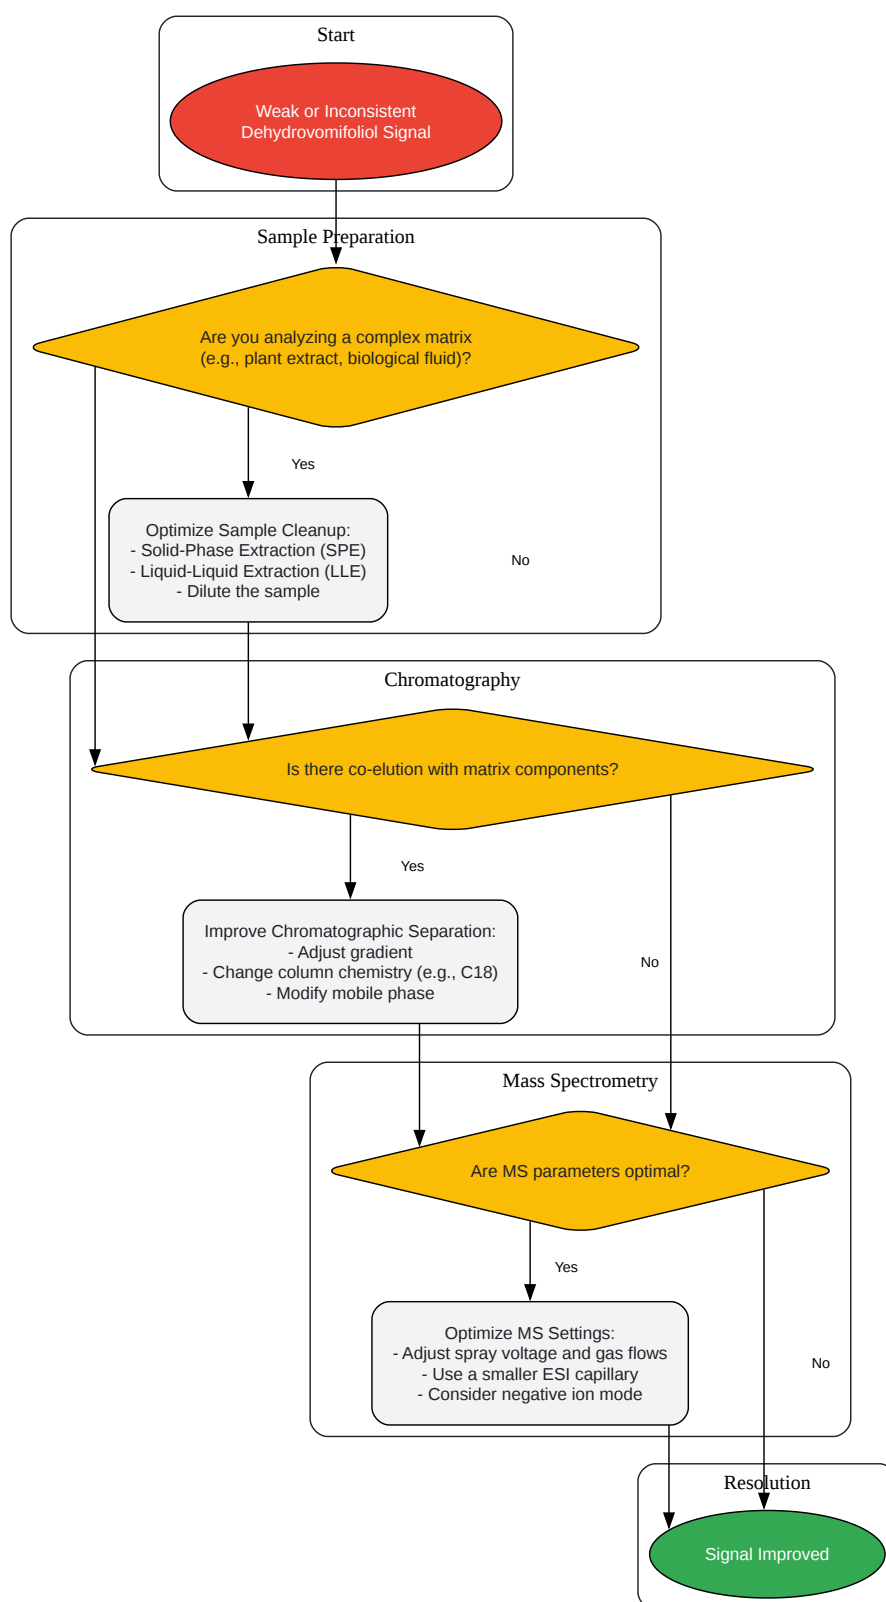 Start
Weak or Inconsistent
Dehydrovomifoliol Signal
Sample Preparation
Are you analyzing a complex matrix
(e.g., plant extract, biological fluid)?
Yes
Optimize Sample Cleanup:
- Solid-Phase Extraction (SPE)
- Liquid-Liquid Extraction (LLE)
- Dilute the sample
No
Chromatography
Is there co-elution with matrix components?
Yes
Improve Chromatographic Separation:
- Adjust gradient
- Change column chemistry (e.g., C18)
- Modify mobile phase
No
Mass Spectrometry
Are MS parameters optimal?
Yes
Optimize MS Settings:
- Adjust spray voltage and gas flows
- Use a smaller ESI capillary
- Consider negative ion mode
No
Resolution
Signal Improved